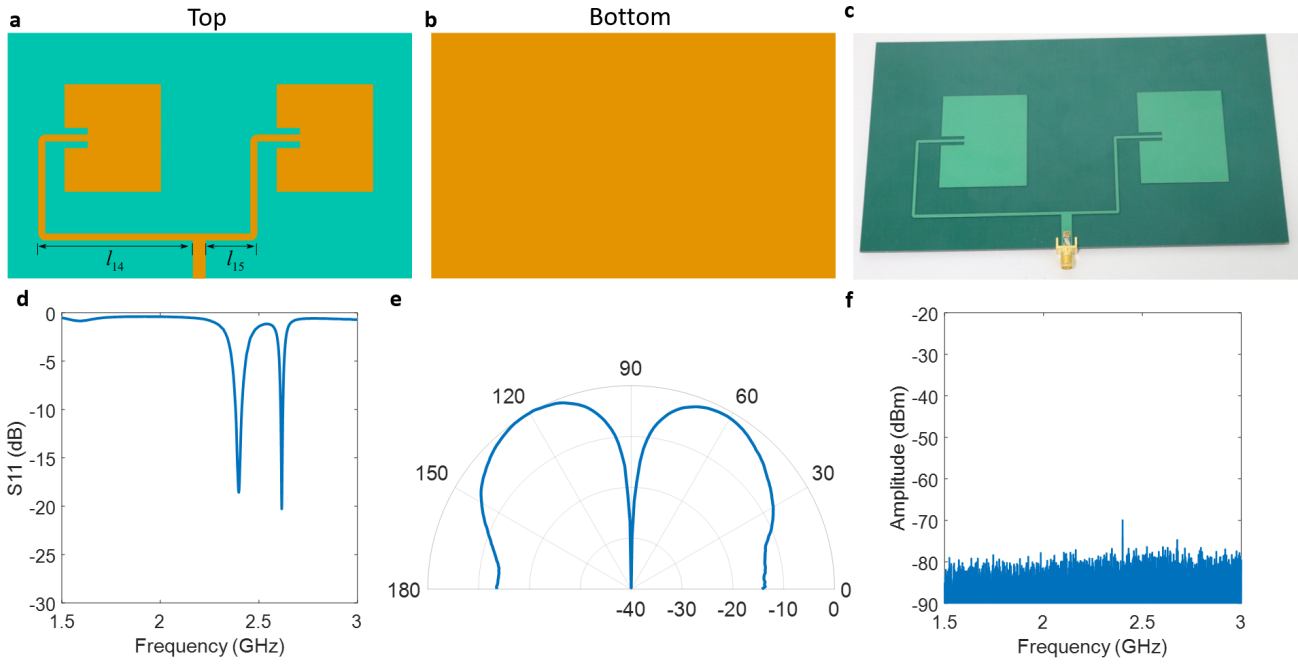 a Top b Bottom c
l14 l15
d e f
0
-5
-10
-15
-20
-25
-30
S11 (dB)
1.5 2 2.5 3
Frequency (GHz)
90
120 60
150 30
180 0
-40 -30 -20 -10 0
-20
-30
-40
-50
-60
-70
-80
-90
Amplitude (dBm)
1.5 2 2.5 3
Frequency (GHz)